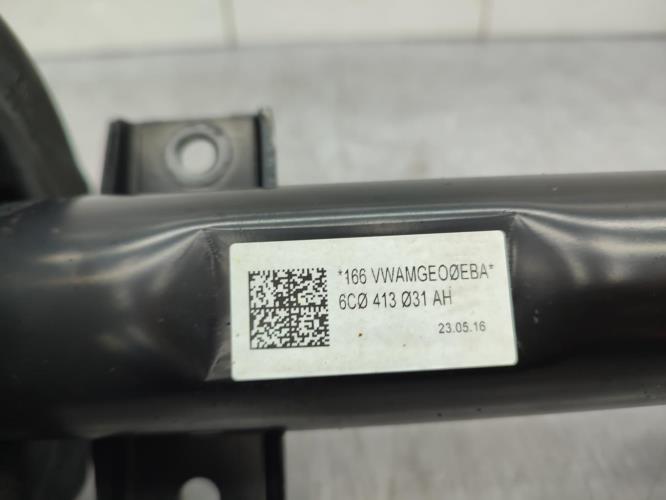 *166 VWAMGEOØEBA*
6CØ 413 Ø31 AH
23.05.16